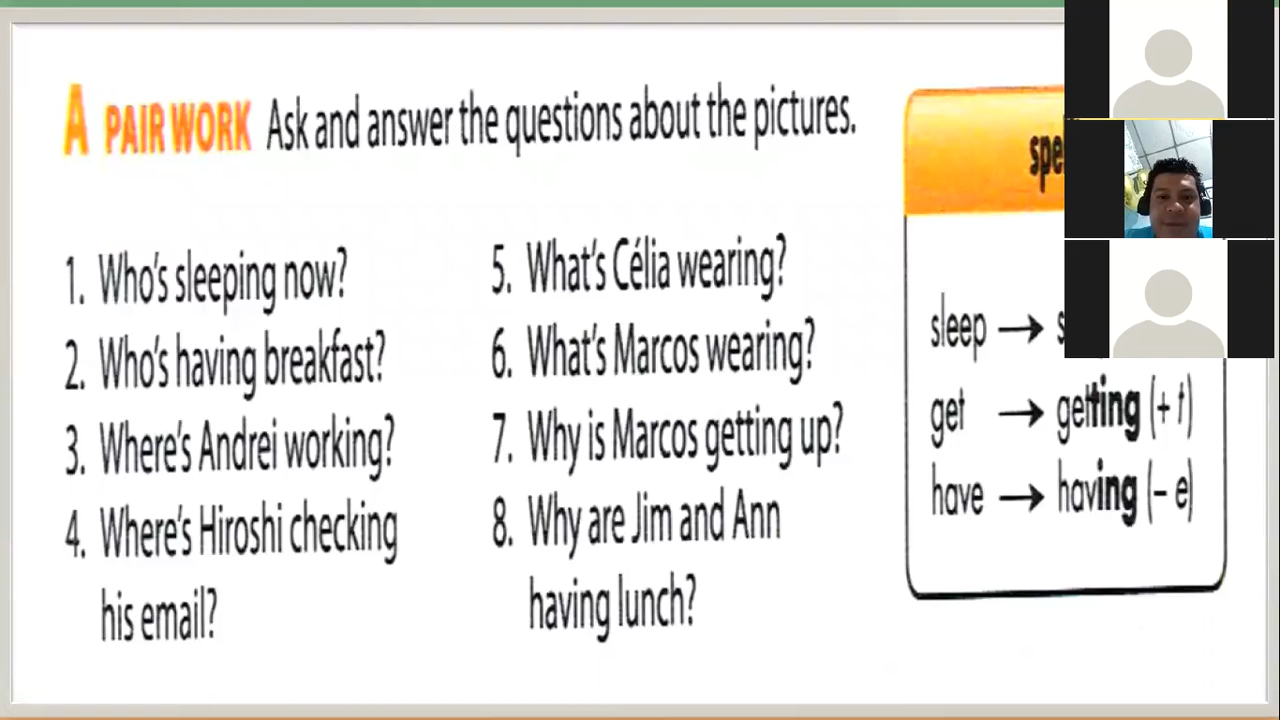 A PAIR WORK Ask and answer the questions about the pictures.
1. Who's sleeping now?
2. Who's having breakfast?
3. Where's Andrei working?
4. Where's Hiroshi checking
his email?
5. What's Célia wearing?
6. What's Marcos wearing?
7. Why is Marcos getting up?
8. Why are Jim and Ann
having lunch?
sleep →
get → getting (+ t)
have → having (– e)